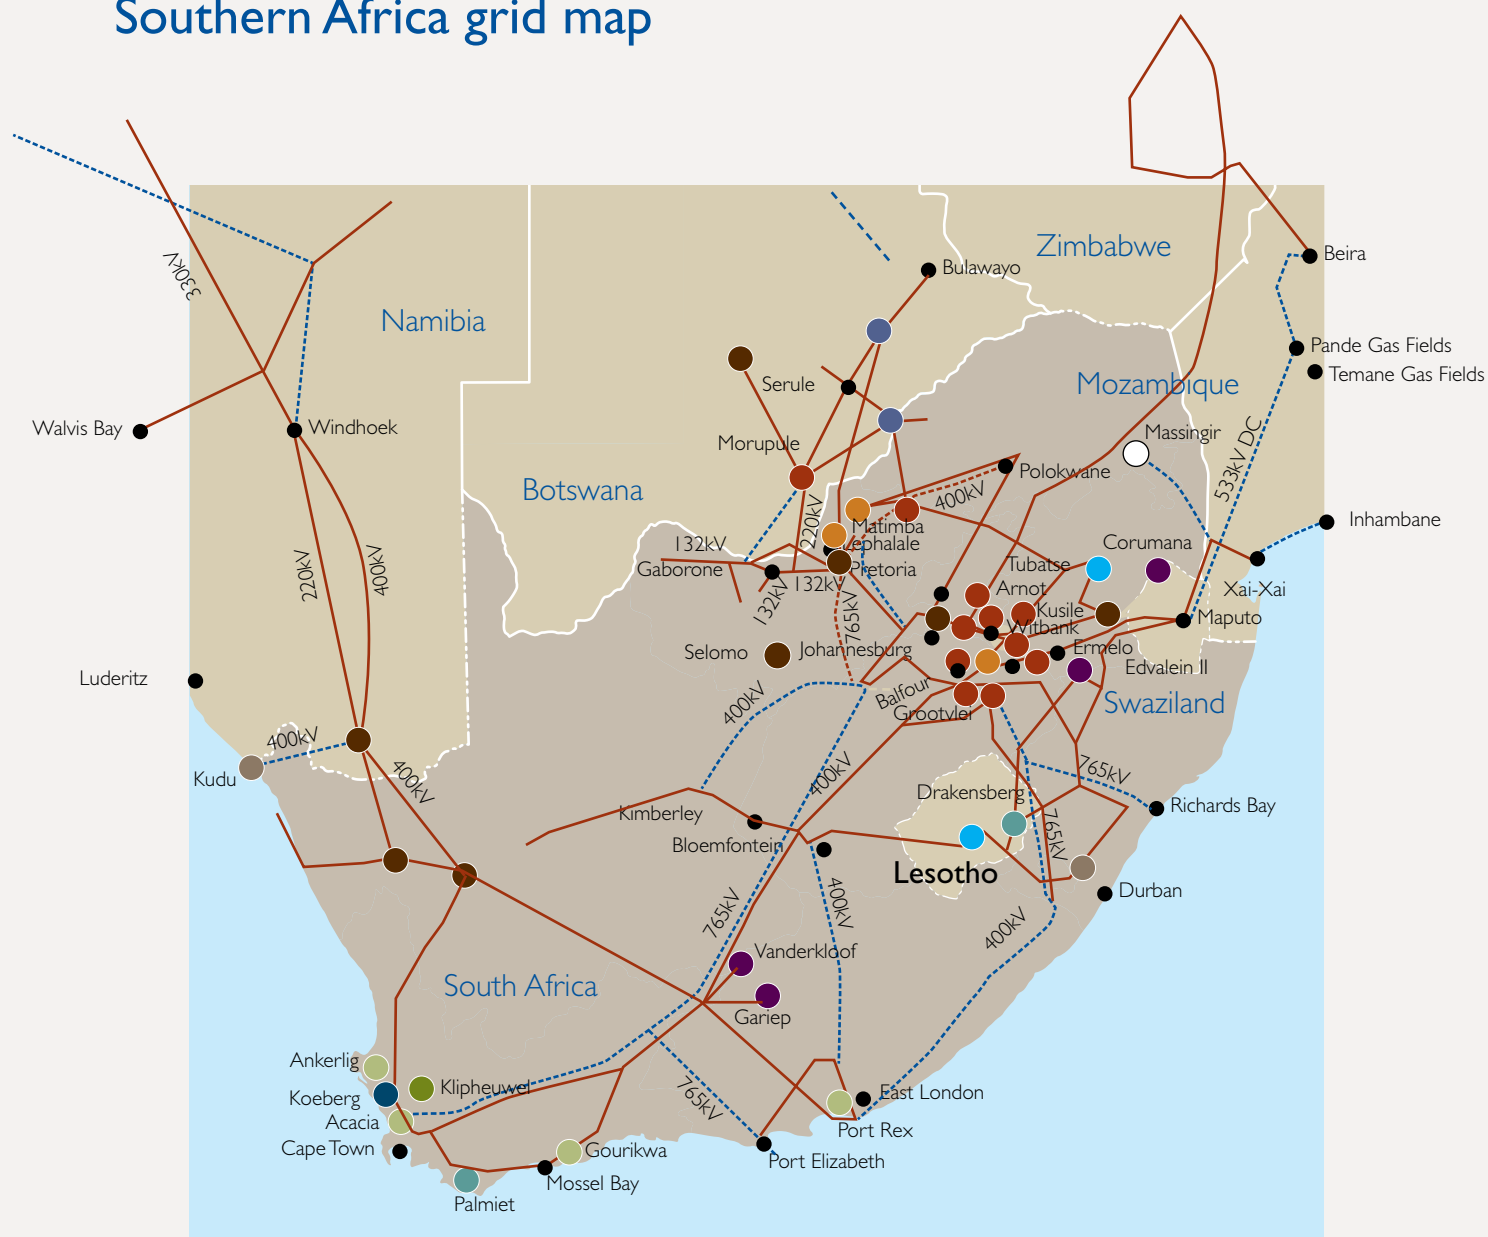 Southern Africa grid map
330kV
Namibia
Zimbabwe
Bulawayo
Beira
Pande Gas Fields
Temane Gas Fields
Serule
Mozambique
Walvis Bay
Windhoek
Morupule
Massingir
533kV DC
Botswana
Polokwane
400kV
220kV
Matimba
Lephalale
Inhambane
132kV
Gaborone
132kV
Pretoria
132kV
Corumana
Tubatse
Arnot
Xai-Xai
220kV
400kV
765kV
Kusile
Witbank
Maputo
Selomo
Johannesburg
Ermelo
Edvalein II
Luderitz
400kV
Balfour
Grootvlei
Swaziland
400kV
Kudu
400kV
400kV
765kV
Drakensberg
Richards Bay
Kimberley
Bloemfontein
765kV
Lesotho
Durban
765kV
400kV
400kV
Vanderkloof
South Africa
Gariep
Ankerlig
Klipheuwel
Koeberg
765kV
East London
Acacia
Port Rex
Cape Town
Gourikwa
Port Elizabeth
Mossel Bay
Palmiet